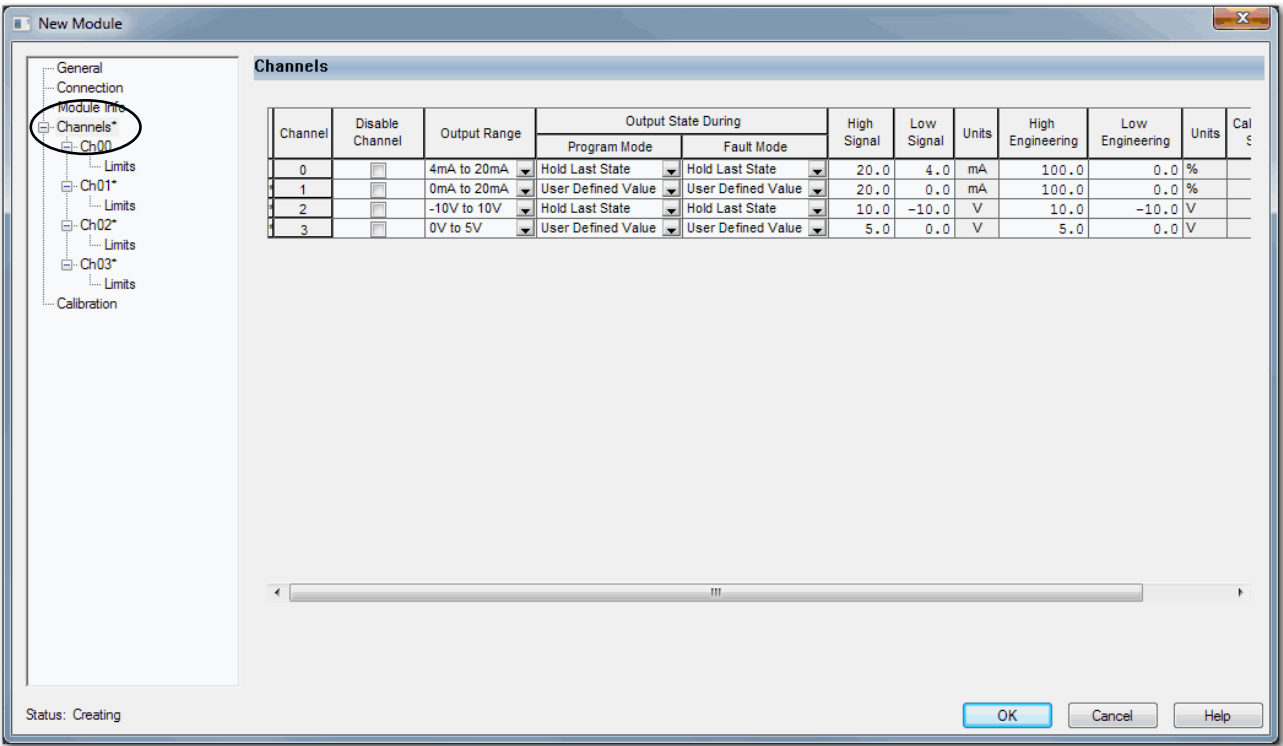 New Module
General
Connection
Module Info
Channels*
Ch00
Limits
Ch01*
Limits
Ch02*
Limits
Ch03*
Limits
Calibration
Channels
Channel Disable Channel Output Range Output State During High Signal Low Signal Units High Engineering Low Engineering Units Cal
Program Mode Fault Mode
0 4mA to 20mA Hold Last State Hold Last State 20.0 4.0 mA 100.0 0.0 %
* 1 0mA to 20mA User Defined Value User Defined Value 20.0 0.0 mA 100.0 0.0 %
* 2 -10V to 10V Hold Last State Hold Last State 10.0 -10.0 V 10.0 -10.0 V
* 3 0V to 5V User Defined Value User Defined Value 5.0 0.0 V 5.0 0.0 V
Status: Creating
OK Cancel Help